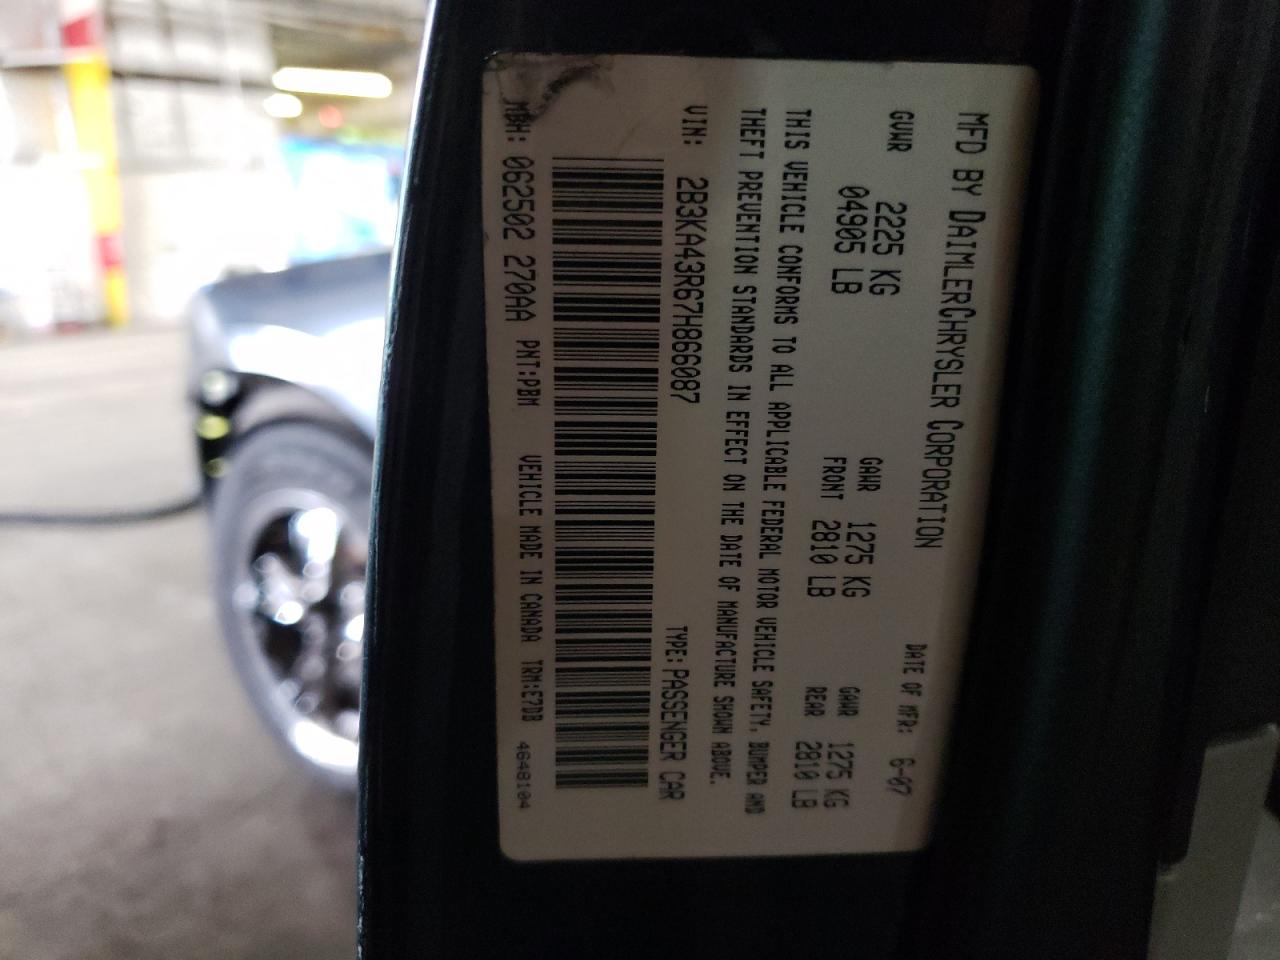 MFD BY DAIMLERCHRYSLER CORPORATION
DATE OF MFR: 6-07
GVWR 2225 KG
04905 LB
GAWR FRONT 1275 KG
2810 LB
GAWR REAR 1275 KG
2810 LB
THIS VEHICLE CONFORMS TO ALL APPLICABLE FEDERAL MOTOR VEHICLE SAFETY, BUMPER AND
THEFT PREVENTION STANDARDS IN EFFECT ON THE DATE OF MANUFACTURE SHOWN ABOVE.
VIN: 2B3KA43R67H866087 TYPE: PASSENGER CAR
MDH: 062502 270AA PNT:PBM VEHICLE MADE IN CANADA TRM:E7DB 4648104